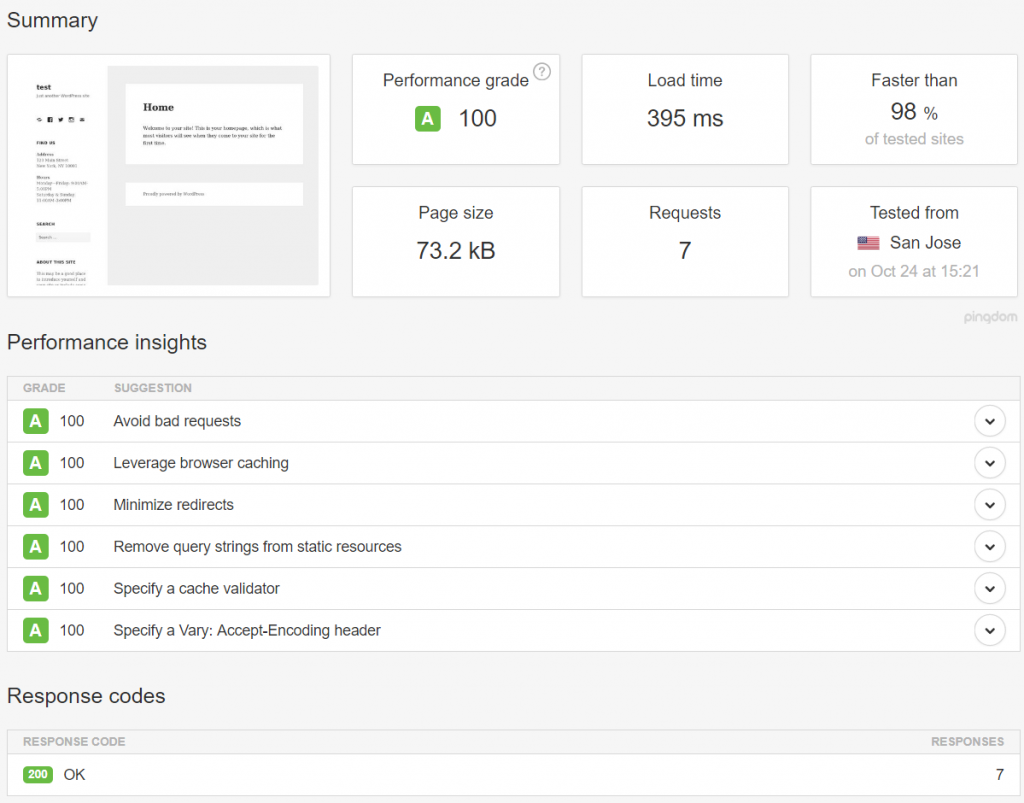 Summary
test
Just another WordPress site
FIND US
Address
123 Main Street
New York, NY 10001
Hours
Monday–Friday: 9:00AM–
5:00PM
Saturday & Sunday:
11:00AM–3:00PM
SEARCH
Search …
ABOUT THIS SITE
This may be a good place
to introduce yourself and
Home
Welcome to your site! This is your homepage, which is what
most visitors will see when they come to your site for the
first time.
Proudly powered by WordPress
Performance grade ?
A 100
Load time
395 ms
Faster than
98 %
of tested sites
Page size
73.2 kB
Requests
7
Tested from
San Jose
on Oct 24 at 15:21
pingdom
Performance insights
GRADE SUGGESTION
A 100 Avoid bad requests
A 100 Leverage browser caching
A 100 Minimize redirects
A 100 Remove query strings from static resources
A 100 Specify a cache validator
A 100 Specify a Vary: Accept-Encoding header
Response codes
RESPONSE CODE RESPONSES
200 OK 7